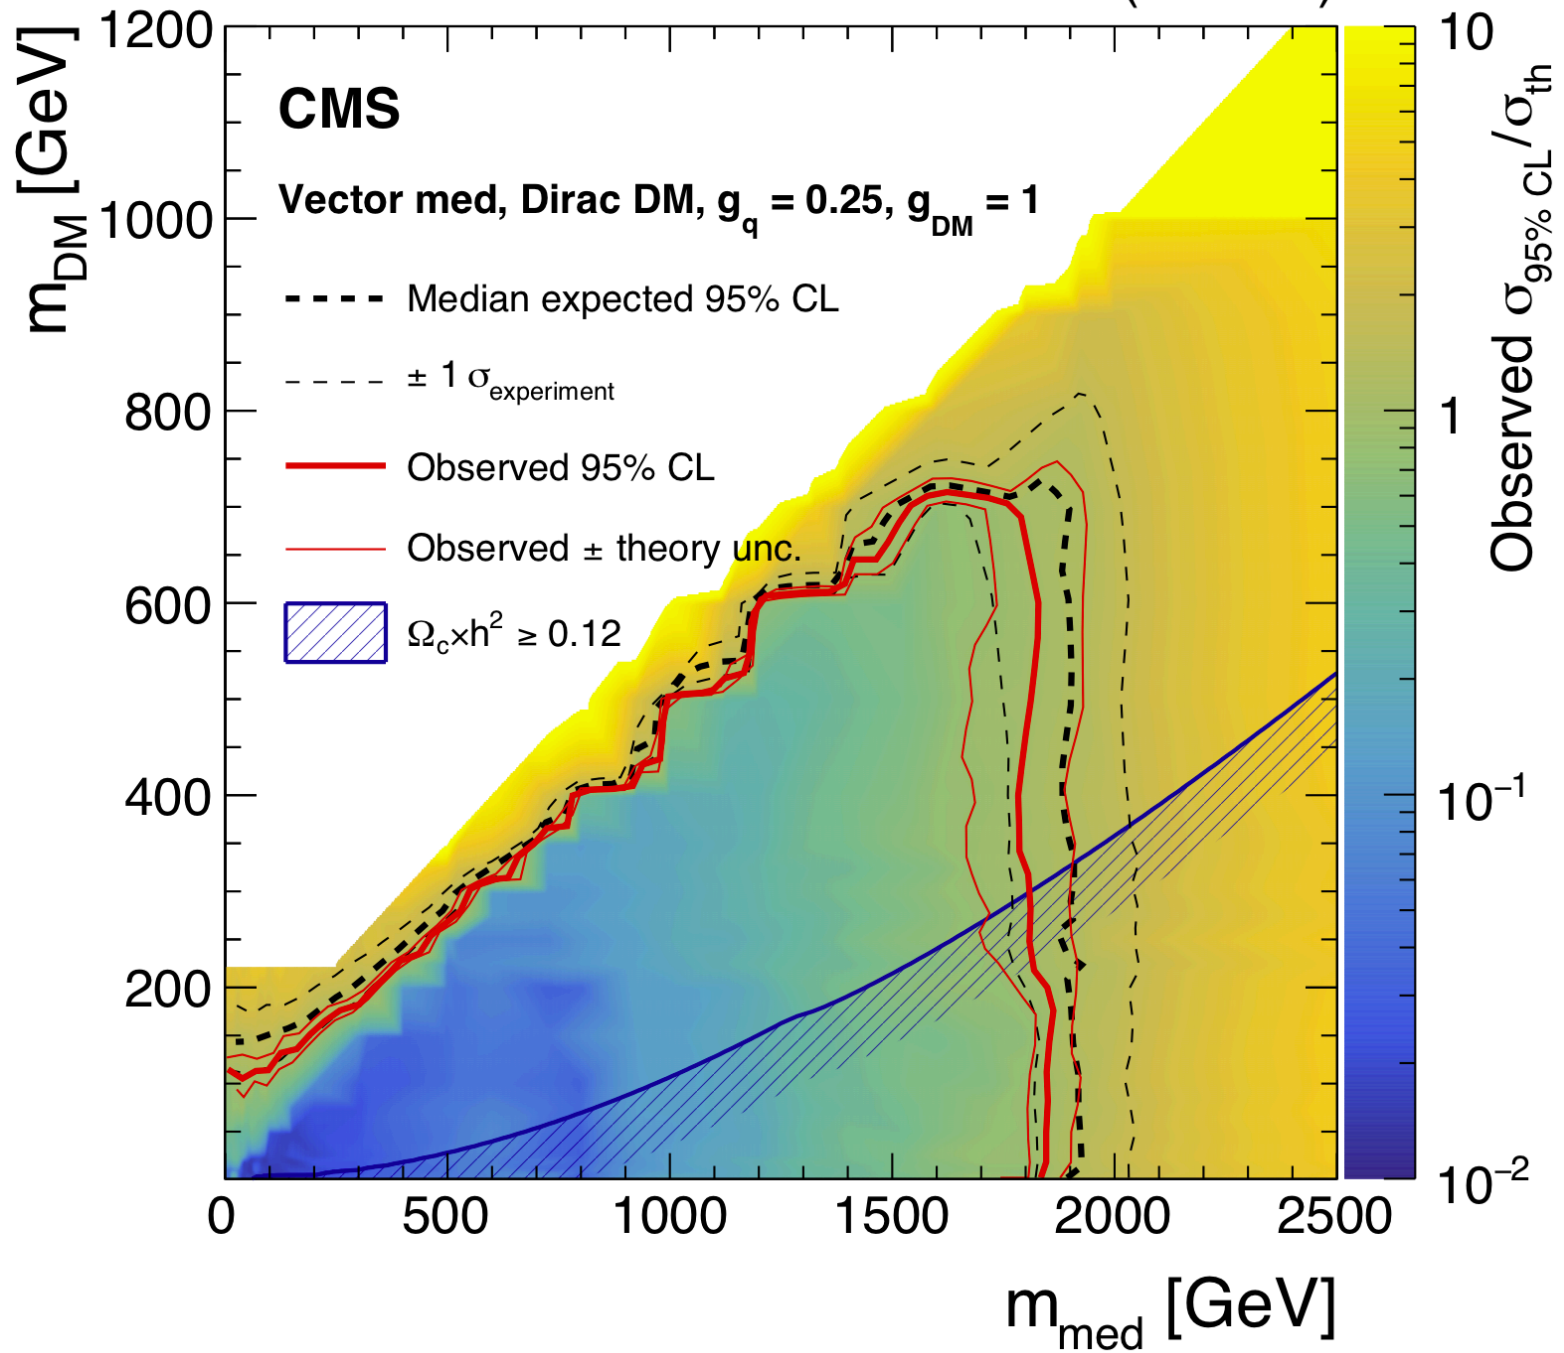 CMS
Vector med, Dirac DM, g_q = 0.25, g_DM = 1
Median expected 95% CL
± 1 σ_experiment
Observed 95% CL
Observed ± theory unc.
Ω_c×h² ≥ 0.12
m_DM [GeV]
1200
1000
800
600
400
200
0
500
1000
1500
2000
2500
m_med [GeV]
10
1
10⁻¹
10⁻²
Observed σ_95% CL/σ_th